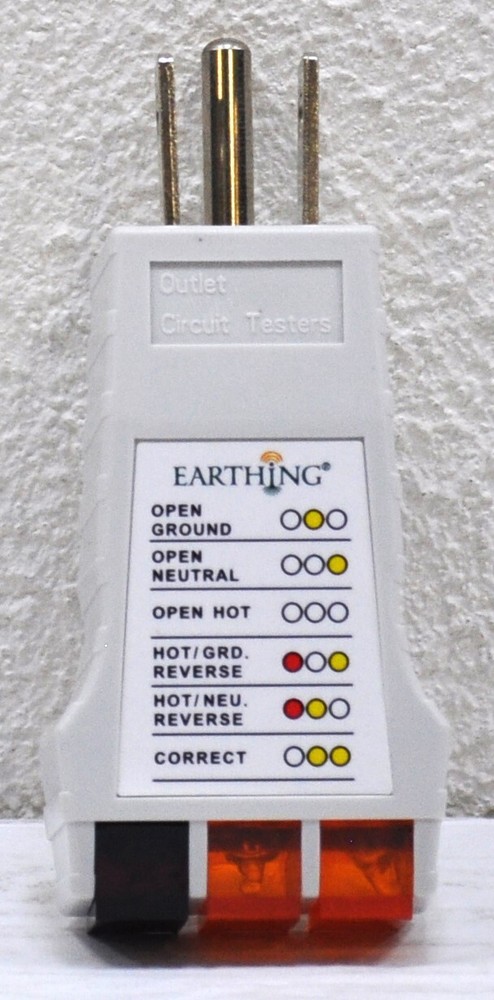 Outlet
Circuit Testers
EARTHiNG®
OPEN
GROUND
OPEN
NEUTRAL
OPEN HOT
HOT/GRD.
REVERSE
HOT/NEU.
REVERSE
CORRECT